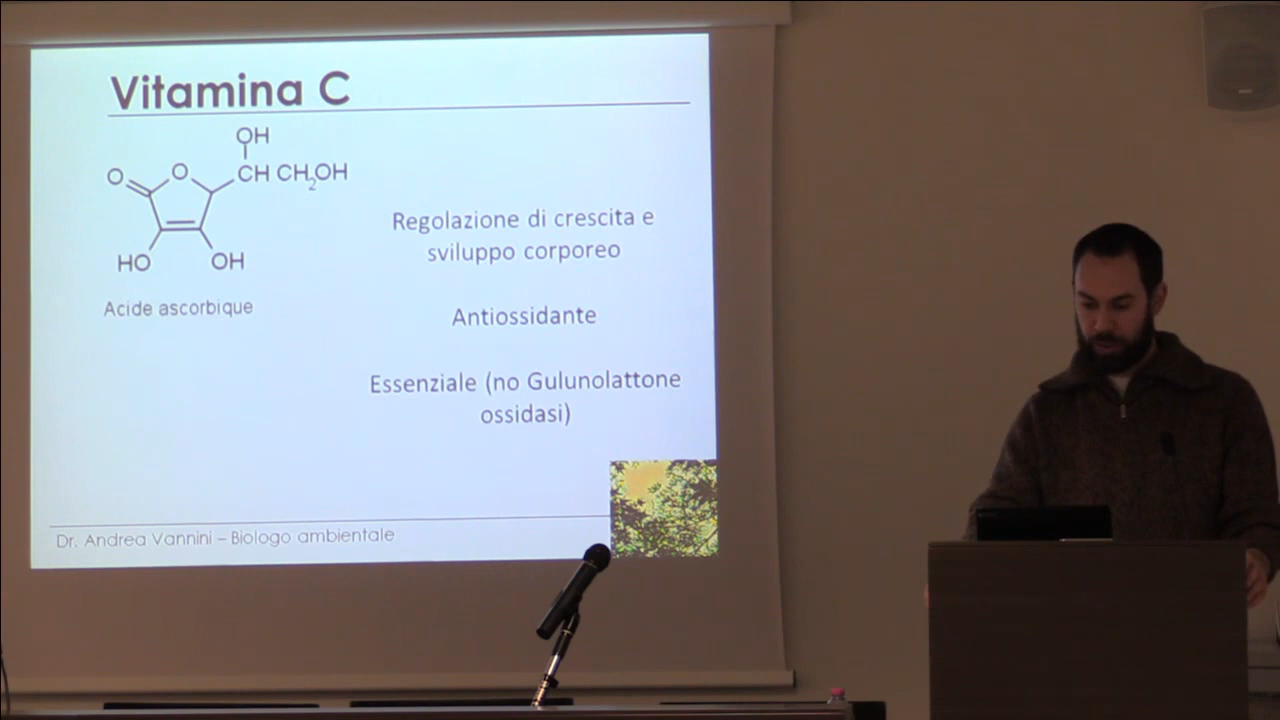 Vitamina C
OH
O
O
CH CH2OH
HO
OH
Acide ascorbique
Regolazione di crescita e
sviluppo corporeo
Antiossidante
Essenziale (no Gulunolattone
ossidasi)
Dr. Andrea Vannini – Biologo ambientale